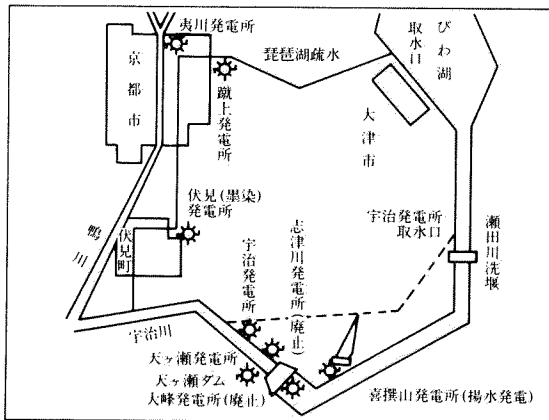 夷川発電所
京都市
蹴上発電所
琵琶湖疏水
びわ湖
取水口
大津市
伏見(墨染)
発電所
伏見町
鴨川
宇治川
宇治発電所
志津川発電所(廃止)
宇治発電所
取水口
瀬田川洗堰
天ヶ瀬発電所
天ヶ瀬ダム
大峰発電所(廃止)
喜撰山発電所(揚水発電)